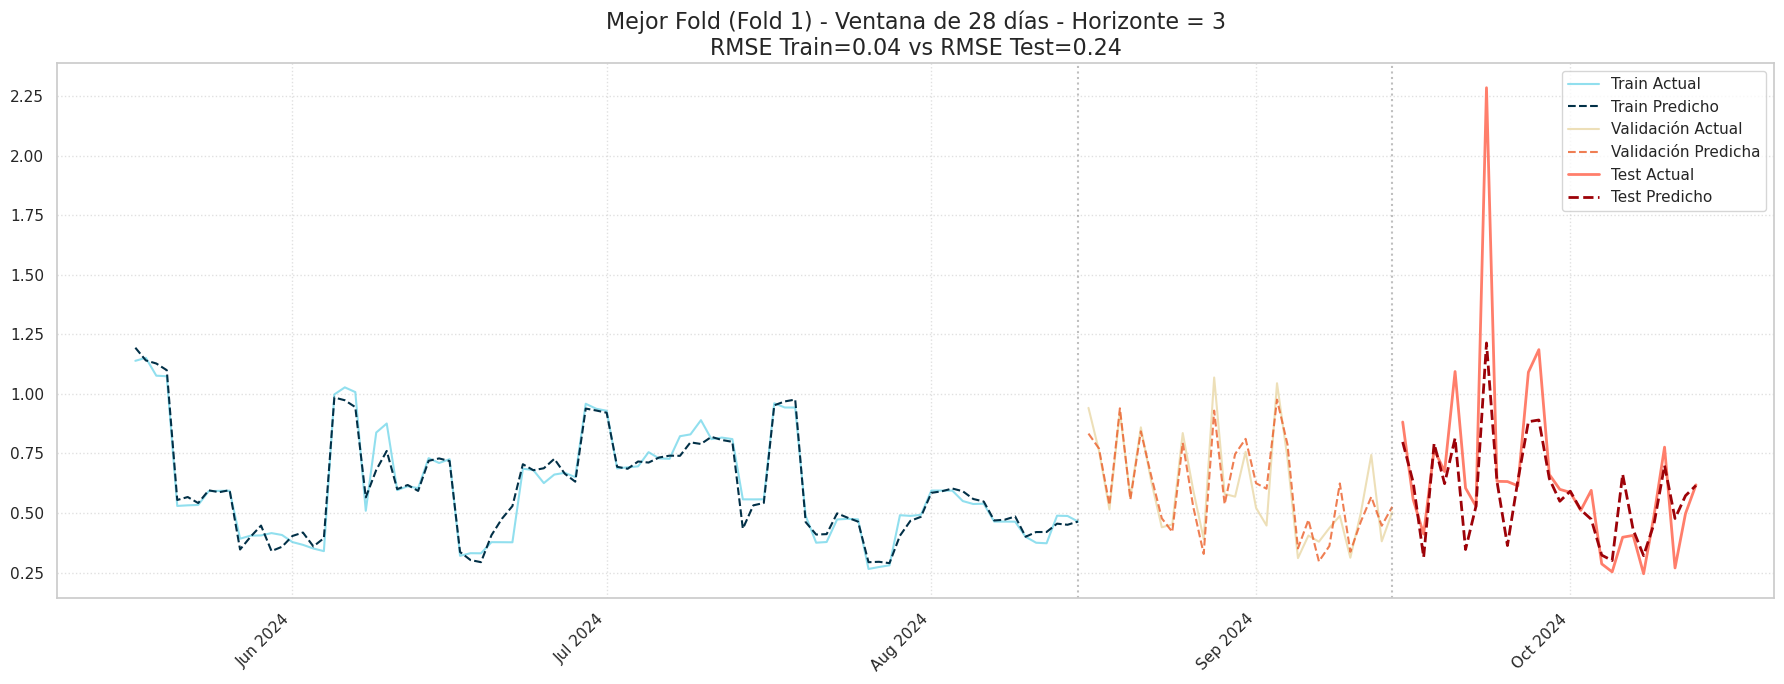 Mejor Fold (Fold 1) - Ventana de 28 días - Horizonte = 3
RMSE Train=0.04 vs RMSE Test=0.24
2.25
2.00
1.75
1.50
1.25
1.00
0.75
0.50
0.25
Train Actual
Train Predicho
Validación Actual
Validación Predicha
Test Actual
Test Predicho
Jun 2024
Jul 2024
Aug 2024
Sep 2024
Oct 2024